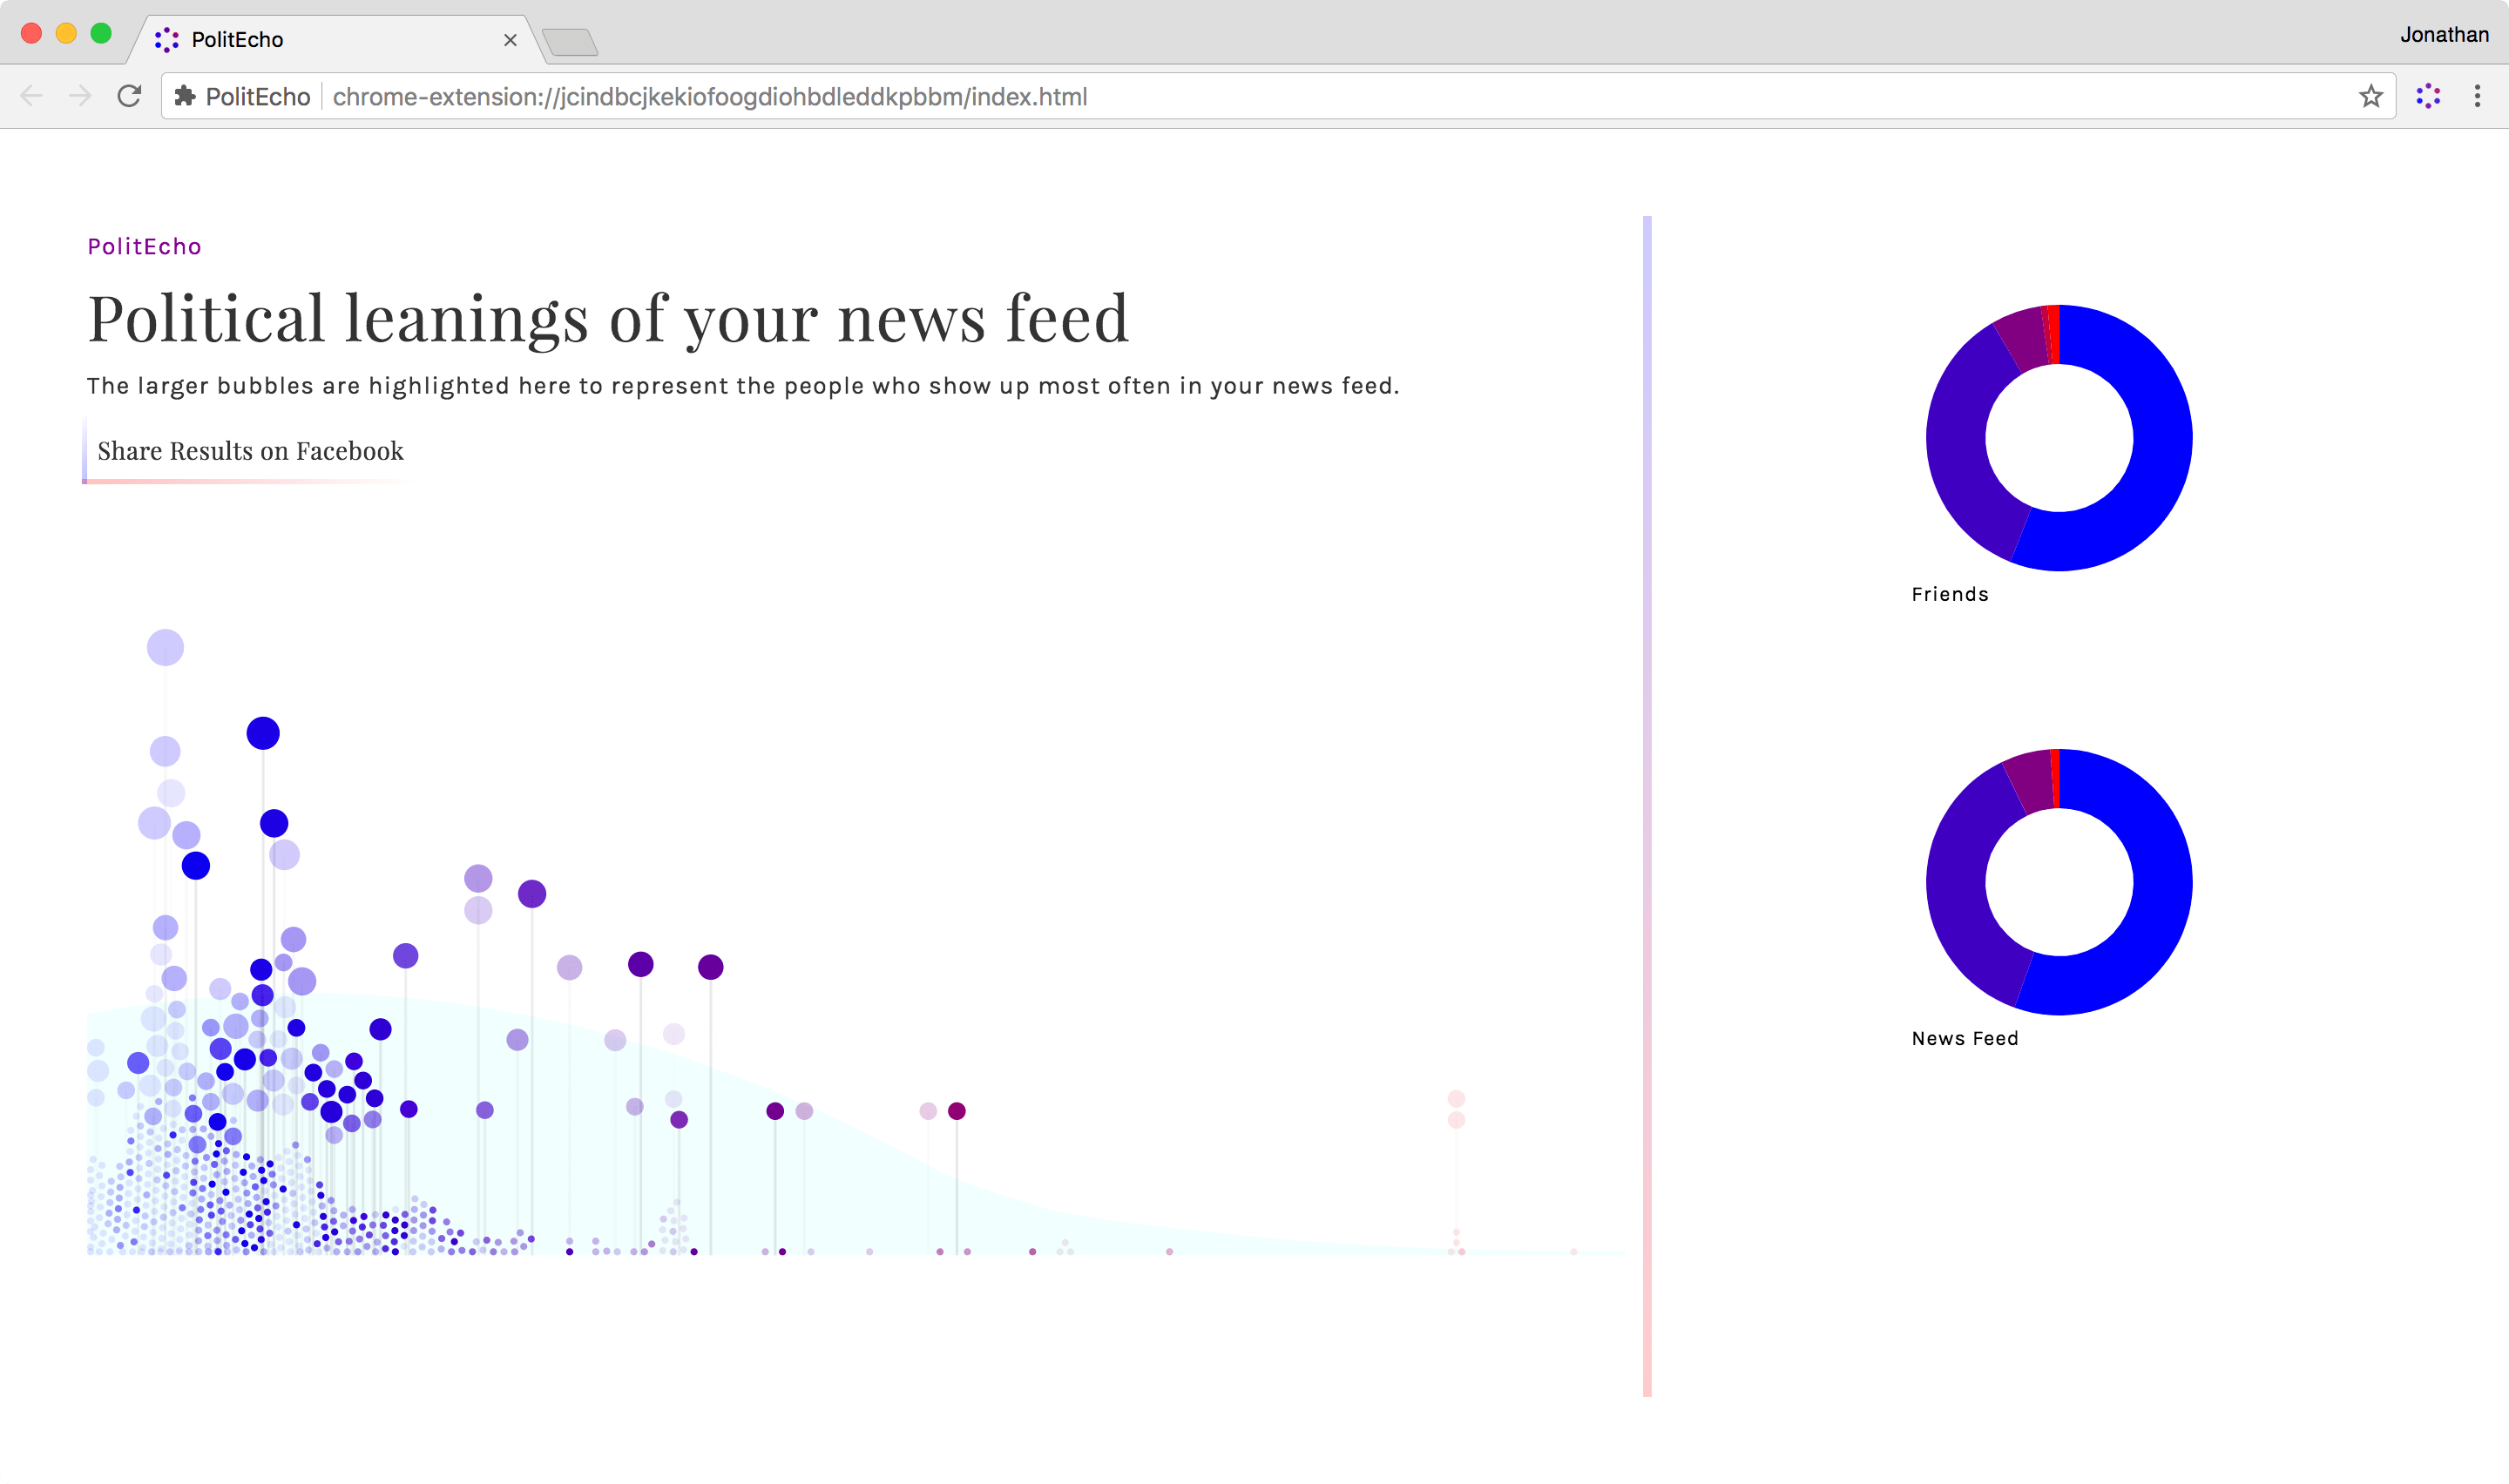 PolitEcho
Jonathan
PolitEcho
chrome-extension://jcindbcjkekiofoogdiohbdleddkpbbm/index.html
PolitEcho
Political leanings of your news feed
The larger bubbles are highlighted here to represent the people who show up most often in your news feed.
Share Results on Facebook
Friends
News Feed